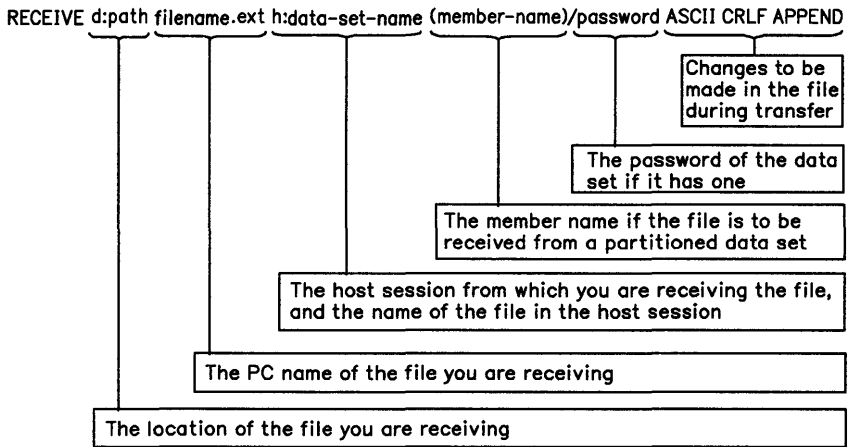 RECEIVE d:path filename.ext h:data-set-name (member-name)/password ASCII CRLF APPEND
Changes to be
made in the file
during transfer
The password of the data
set if it has one
The member name if the file is to be
received from a partitioned data set
The host session from which you are receiving the file,
and the name of the file in the host session
The PC name of the file you are receiving
The location of the file you are receiving